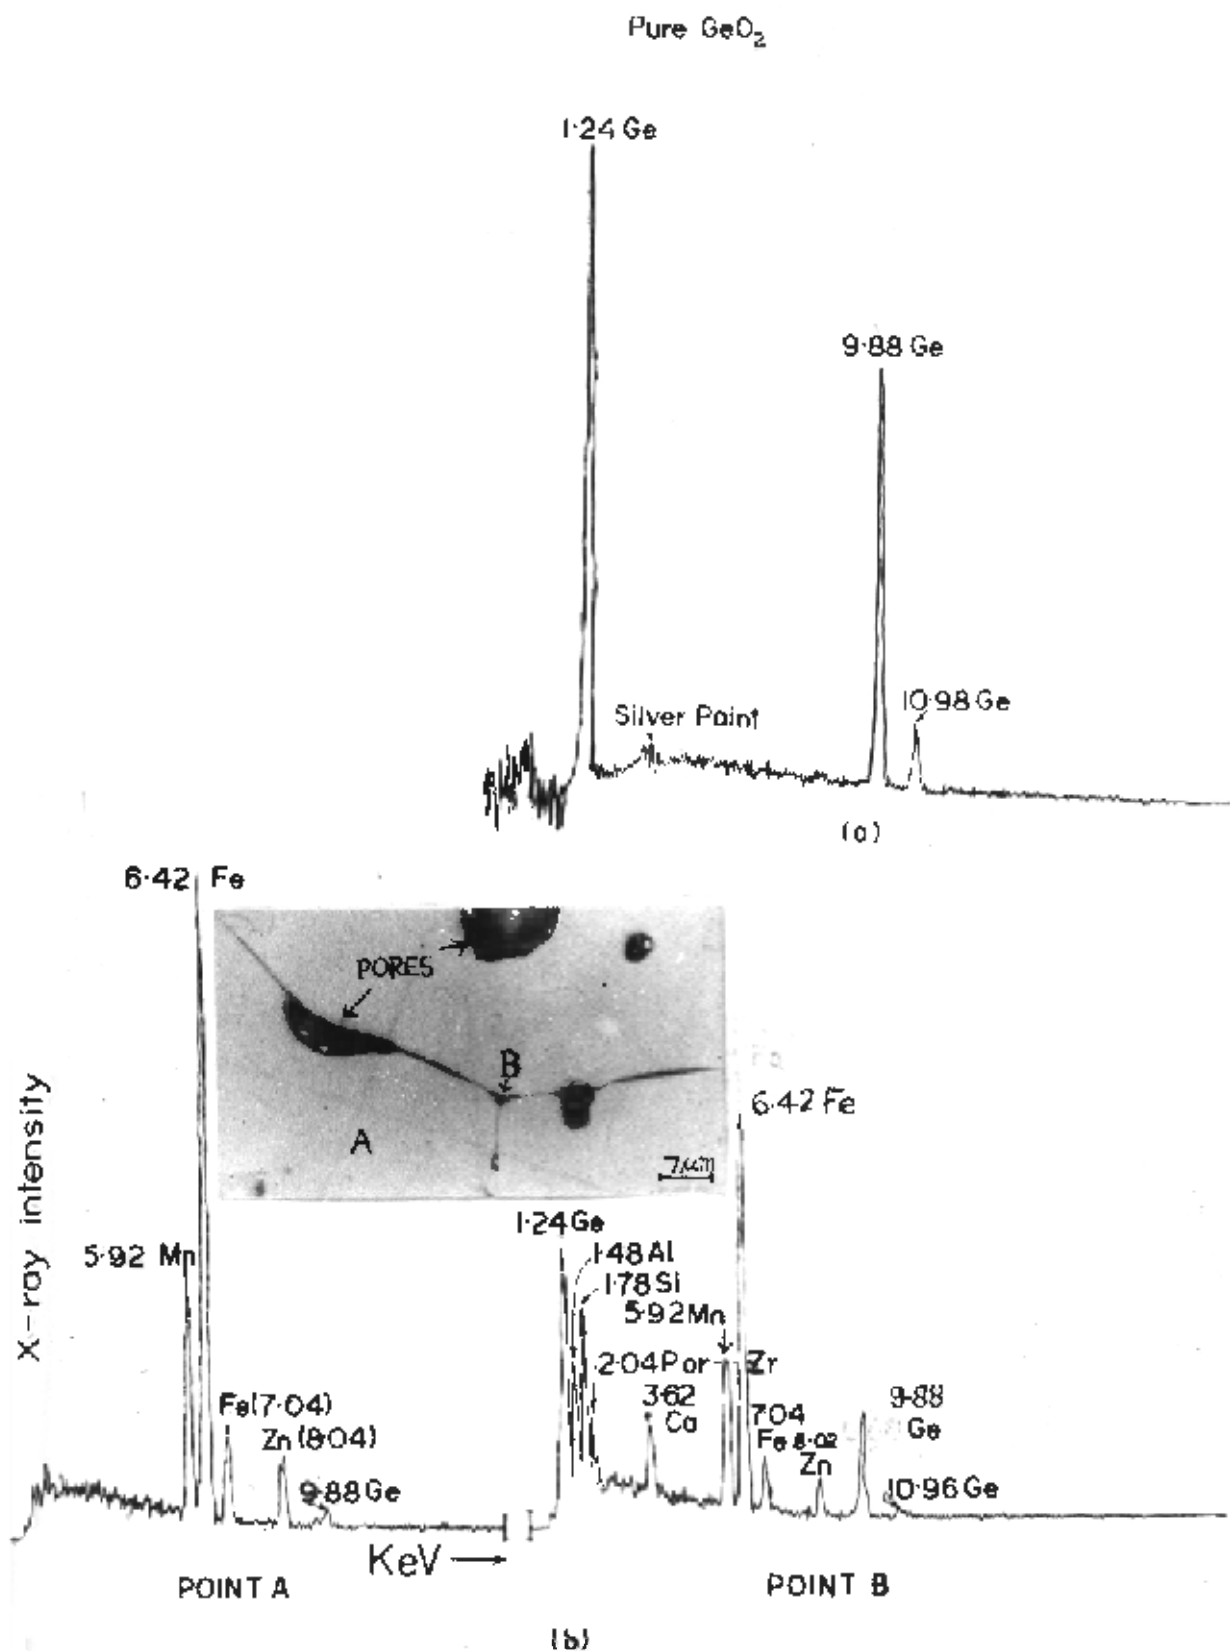 Pure GeO₂
1·24 Ge
9·88 Ge
10·98 Ge
Silver Paint
(a)
6·42 Fe
PORES
B
A
7μm
6·42 Fe
X-ray intensity
5·92 Mn
1·24 Ge
1·48 Al
1·78 Si
5·92 Mn
2·04 P or Zr
3·62
Ca
7·04
Fe
8·02
Zn
9·88
Ge
10·96 Ge
Fe (7·04)
Zn (8·04)
9·88 Ge
KeV
POINT A
POINT B
(b)